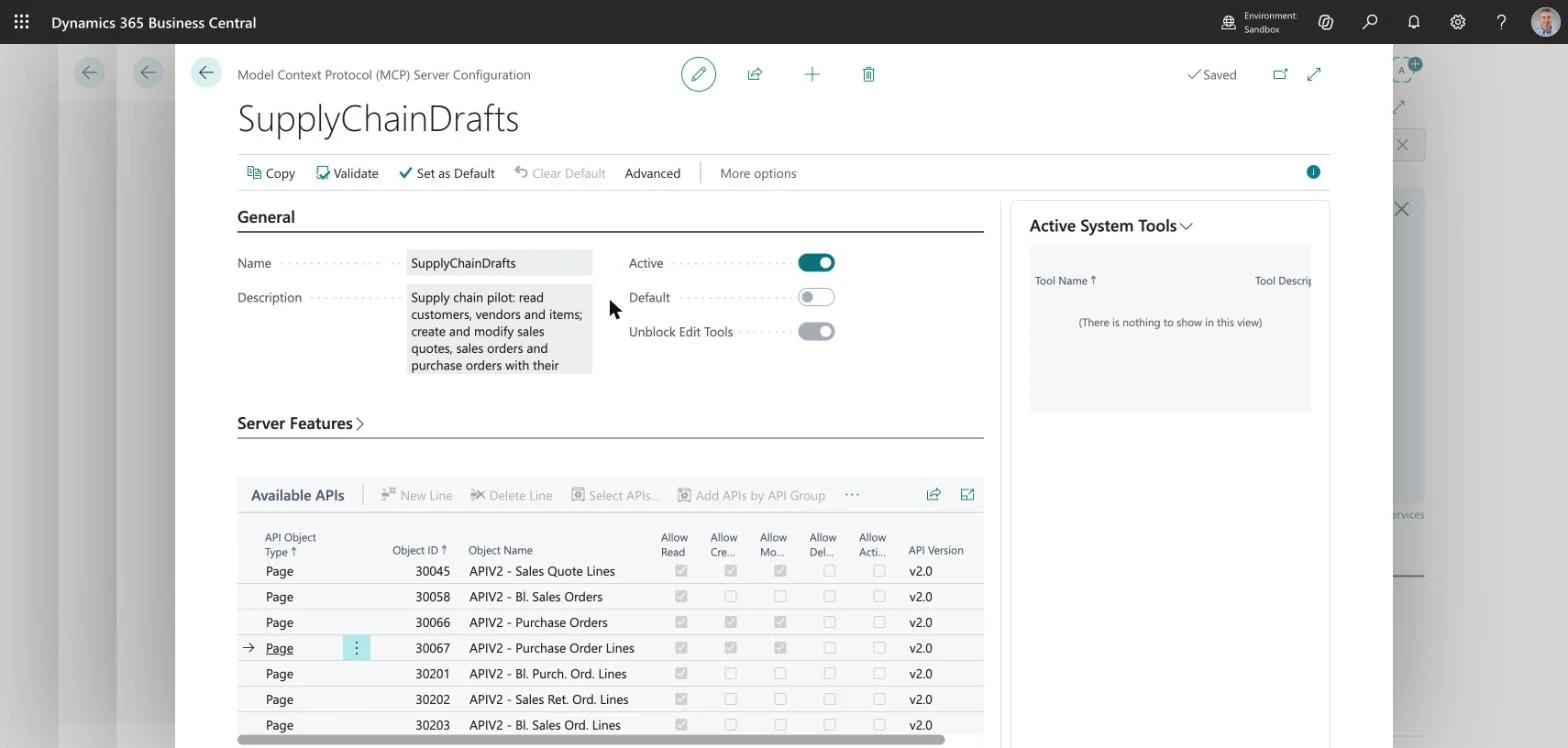 Dynamics 365 Business Central
Environment:
Sandbox
Model Context Protocol (MCP) Server Configuration
Saved
SupplyChainDrafts
Copy Validate Set as Default Clear Default Advanced More options
General
Name SupplyChainDrafts
Description Supply chain pilot: read
customers, vendors and items;
create and modify sales
quotes, sales orders and
purchase orders with their
Active
Default
Unblock Edit Tools
Active System Tools
Tool Name ↑ Tool Descrip
(There is nothing to show in this view)
Server Features
Available APIs New Line Delete Line Select APIs... Add APIs by API Group ...
API Object Type ↑ Object ID ↑ Object Name Allow Read Allow Cre... Allow Mo... Allow Del... Allow Acti... API Version
Page 30045 APIV2 - Sales Quote Lines v2.0
Page 30058 APIV2 - Bl. Sales Orders v2.0
Page 30066 APIV2 - Purchase Orders v2.0
Page 30067 APIV2 - Purchase Order Lines v2.0
Page 30201 APIV2 - Bl. Purch. Ord. Lines v2.0
Page 30202 APIV2 - Sales Ret. Ord. Lines v2.0
Page 30203 APIV2 - Bl. Sales Ord. Lines v2.0
ervices